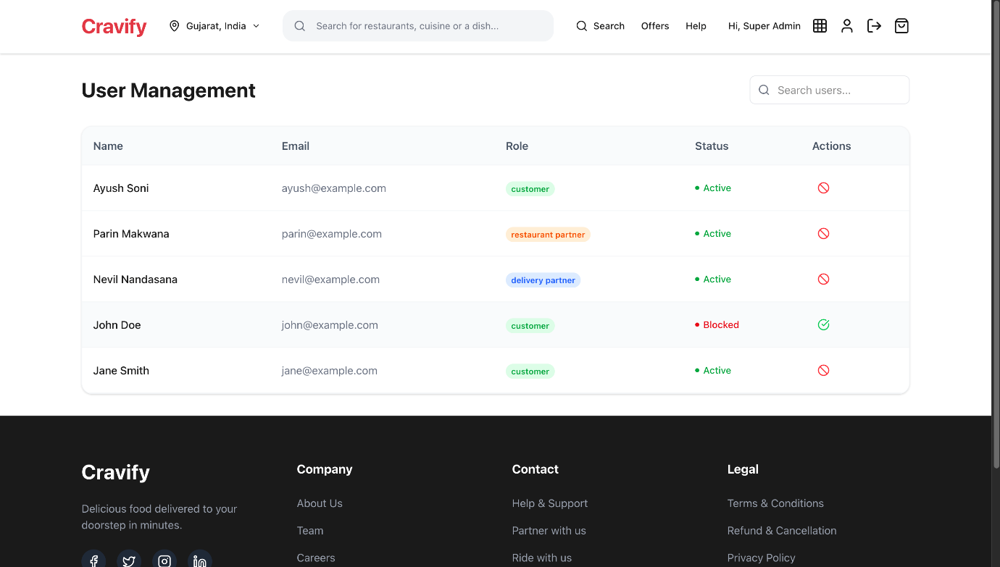 Cravify
Gujarat, India
Search for restaurants, cuisine or a dish...
Search
Offers
Help
Hi, Super Admin
User Management
Search users...
Name Email Role Status Actions
Ayush Soni ayush@example.com customer Active
Parin Makwana parin@example.com restaurant partner Active
Nevil Nandasana nevil@example.com delivery partner Active
John Doe john@example.com customer Blocked
Jane Smith jane@example.com customer Active
Cravify
Delicious food delivered to your
doorstep in minutes.
Company
About Us
Team
Careers
Contact
Help & Support
Partner with us
Ride with us
Legal
Terms & Conditions
Refund & Cancellation
Privacy Policy